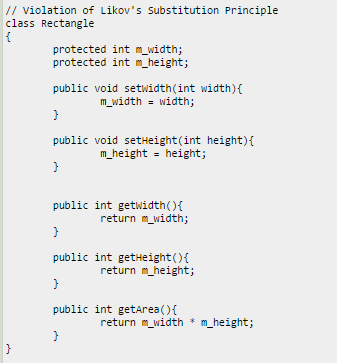 // Violation of Likov's Substitution Principle
class Rectangle
{
protected int m_width;
protected int m_height;
public void setWidth(int width){
m_width = width;
}
public void setHeight(int height){
m_height = height;
}
public int getWidth(){
return m_width;
}
public int getHeight(){
return m_height;
}
public int getArea(){
return m_width * m_height;
}
}